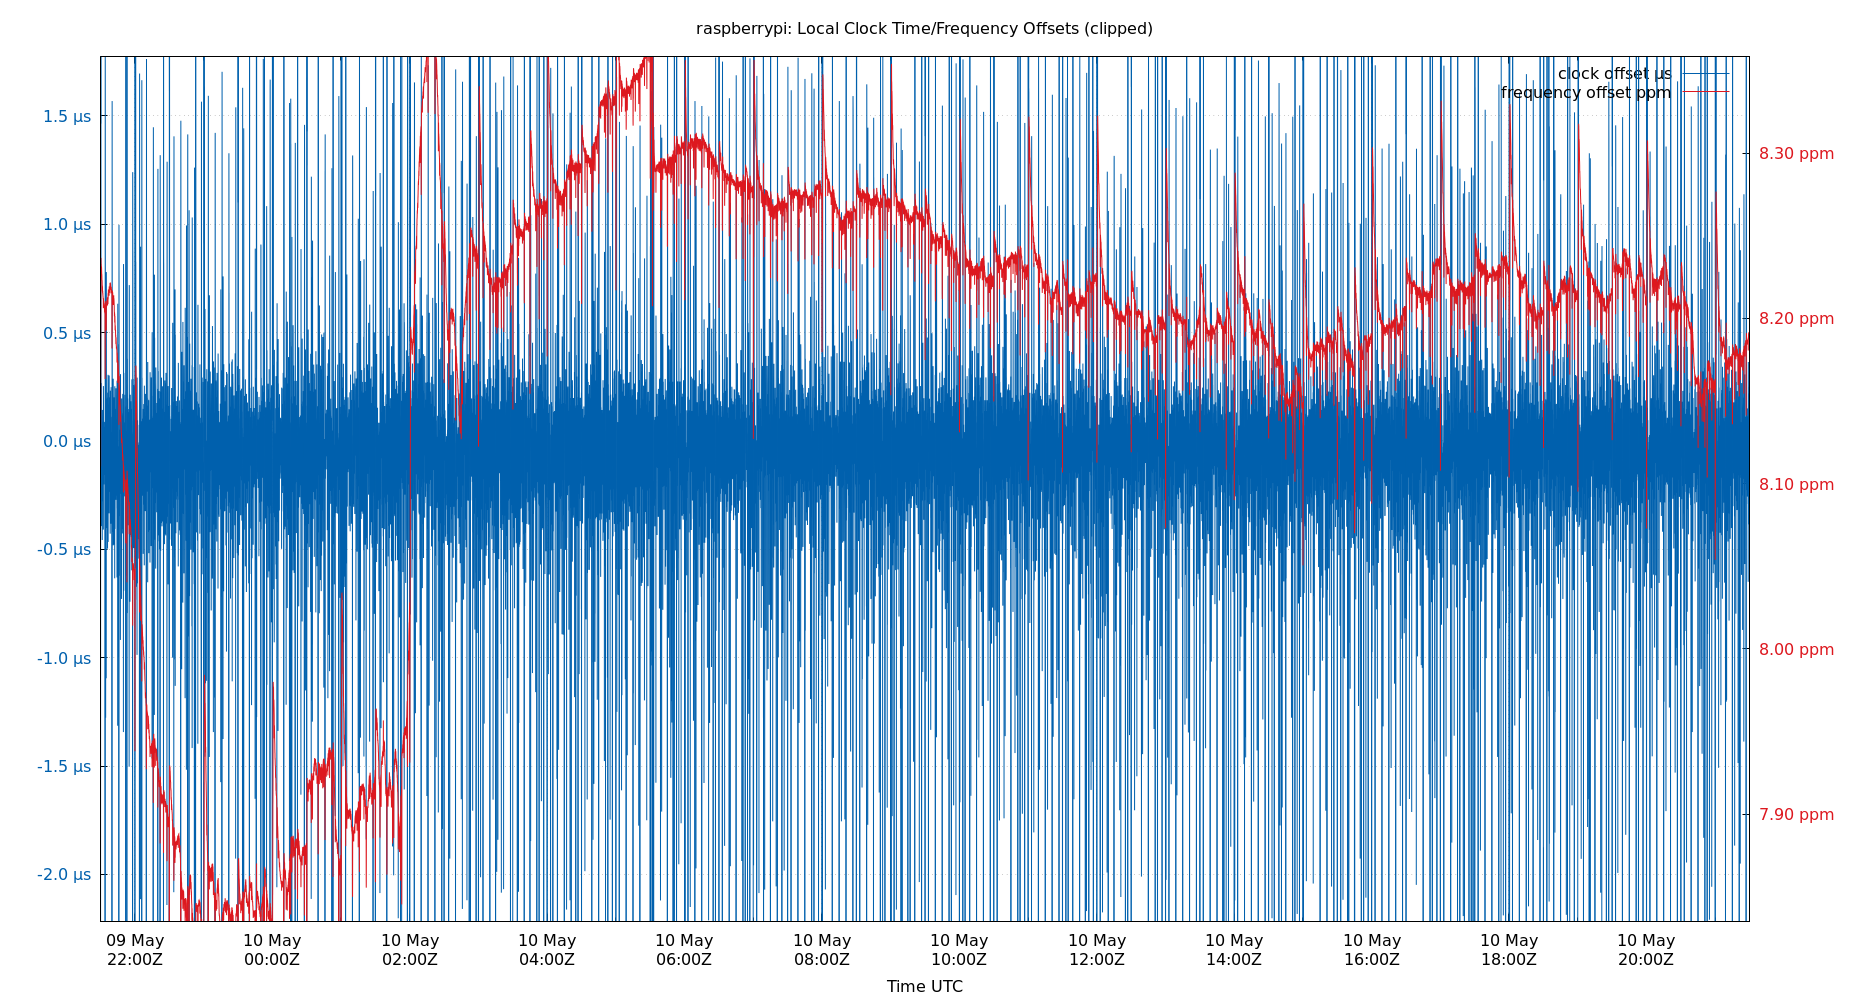 raspberrypi: Local Clock Time/Frequency Offsets (clipped)
clock offset µs
frequency offset ppm
1.5 µs
1.0 µs
0.5 µs
0.0 µs
-0.5 µs
-1.0 µs
-1.5 µs
-2.0 µs
8.30 ppm
8.20 ppm
8.10 ppm
8.00 ppm
7.90 ppm
09 May 10 May 10 May 10 May 10 May 10 May 10 May 10 May 10 May 10 May 10 May 10 May
22:00Z 00:00Z 02:00Z 04:00Z 06:00Z 08:00Z 10:00Z 12:00Z 14:00Z 16:00Z 18:00Z 20:00Z
Time UTC